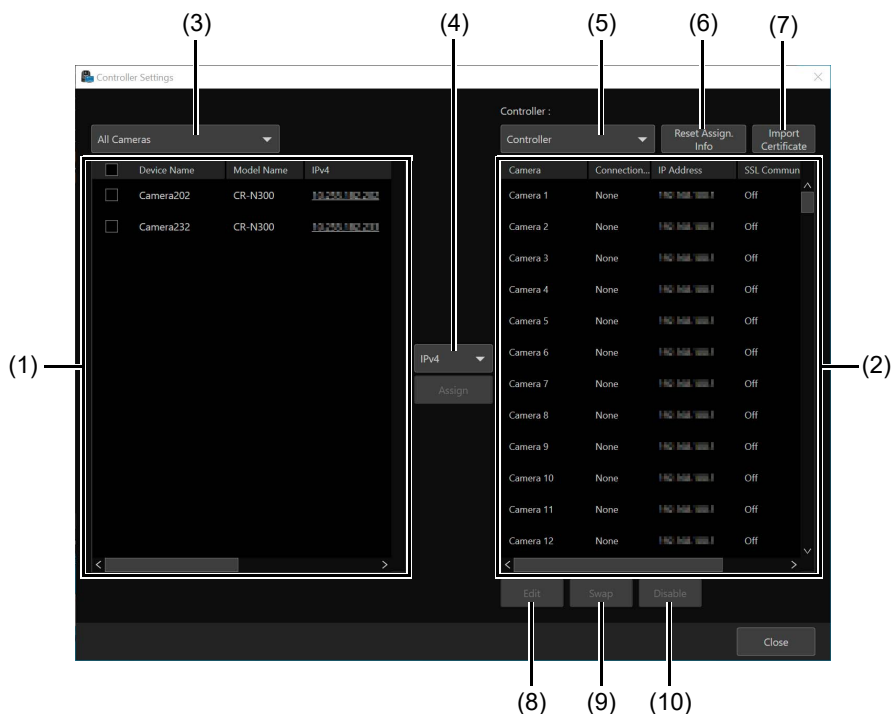 (3) (4) (5) (6) (7)
Controller Settings
Controller :
All Cameras
Controller
Reset Assign. Info
Import Certificate
Device Name Model Name IPv4
Camera202 CR-N300
Camera232 CR-N300
(1)
IPv4
Assign
Camera Connection... IP Address SSL Commun
Camera 1 None Off
Camera 2 None Off
Camera 3 None Off
Camera 4 None Off
Camera 5 None Off
Camera 6 None Off
Camera 7 None Off
Camera 8 None Off
Camera 9 None Off
Camera 10 None Off
Camera 11 None Off
Camera 12 None Off
(2)
Edit Swap Disable
Close
(8) (9) (10)